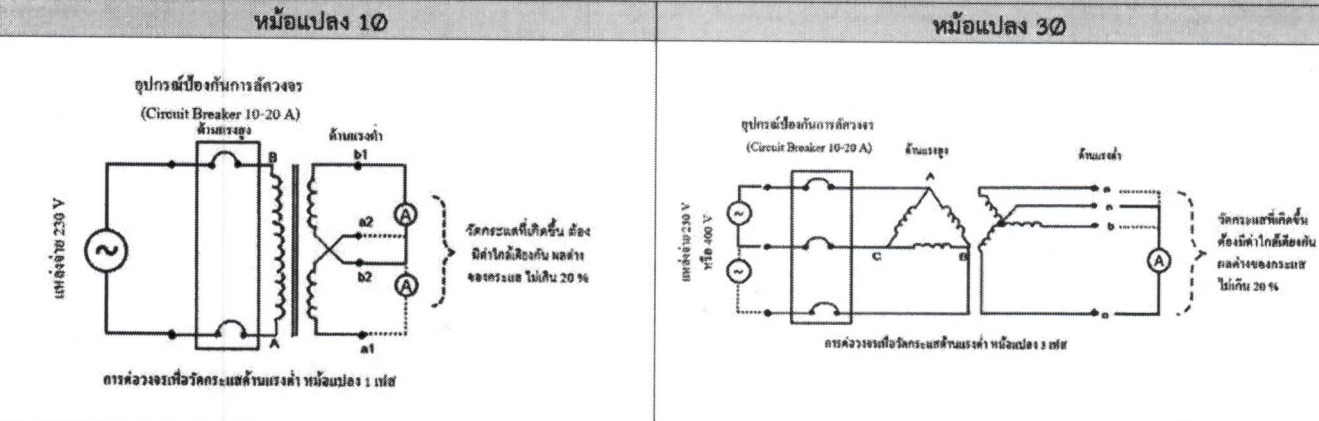 หม้อแปลง 1Ø
อุปกรณ์ป้องกันการลัดวงจร
(Circuit Breaker 10-20 A)
ด้านแรงสูง
ด้านแรงต่ำ
B
b1
A
a2
b2
A
a1
A
แหล่งจ่าย 230 V
~
วัดกระแสที่เกิดขึ้น ต้อง
มีค่าใกล้เคียงกัน ผลต่าง
ของกระแส ไม่เกิน 20 %
การต่อวงจรเพื่อวัดกระแสด้านแรงต่ำ หม้อแปลง 1 เฟส
หม้อแปลง 3Ø
อุปกรณ์ป้องกันการลัดวงจร
(Circuit Breaker 10-20 A)
ด้านแรงสูง
ด้านแรงต่ำ
A
C
B
n
b
A
แหล่งจ่าย 230 V
หรือ 400 V
~
~
วัดกระแสที่เกิดขึ้น
ต้องมีค่าใกล้เคียงกัน
ผลต่างของกระแส
ไม่เกิน 20 %
การต่อวงจรเพื่อวัดกระแสด้านแรงต่ำ หม้อแปลง 3 เฟส